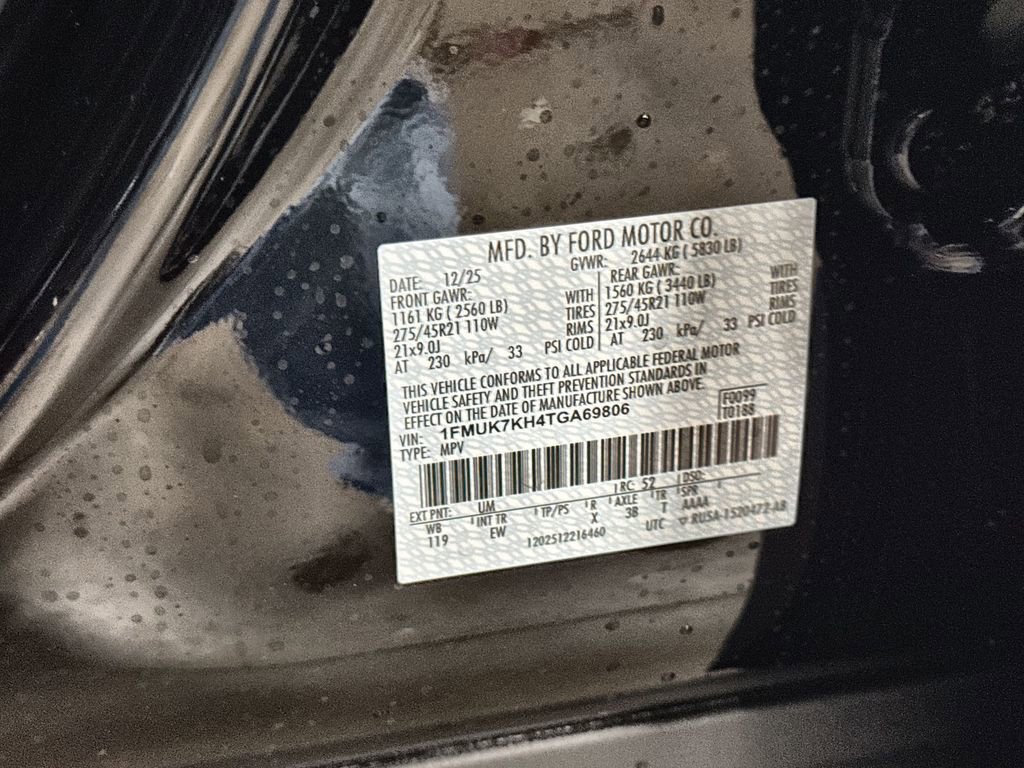 MFD. BY FORD MOTOR CO.
DATE: 12/25 GVWR: 2644 KG ( 5830 LB)
FRONT GAWR: REAR GAWR:
1161 KG ( 2560 LB) WITH 1560 KG ( 3440 LB) WITH
275/45R21 110W TIRES 275/45R21 110W TIRES
21x9.0J RIMS 21x9.0J RIMS
AT 230 kPa/ 33 PSI COLD AT 230 kPa/ 33 PSI COLD
THIS VEHICLE CONFORMS TO ALL APPLICABLE FEDERAL MOTOR
VEHICLE SAFETY AND THEFT PREVENTION STANDARDS IN
EFFECT ON THE DATE OF MANUFACTURE SHOWN ABOVE.
VIN: 1FMUK7KH4TGA69806 F0099
TYPE: MPV T0188
EXT PNT: UM RC: 52 DSO:
WB INT TR TP/PS R AXLE TR SPR
119 EW X 3B T AAAA
1202512216460 UTC ▽ RU5A-1520472-AB